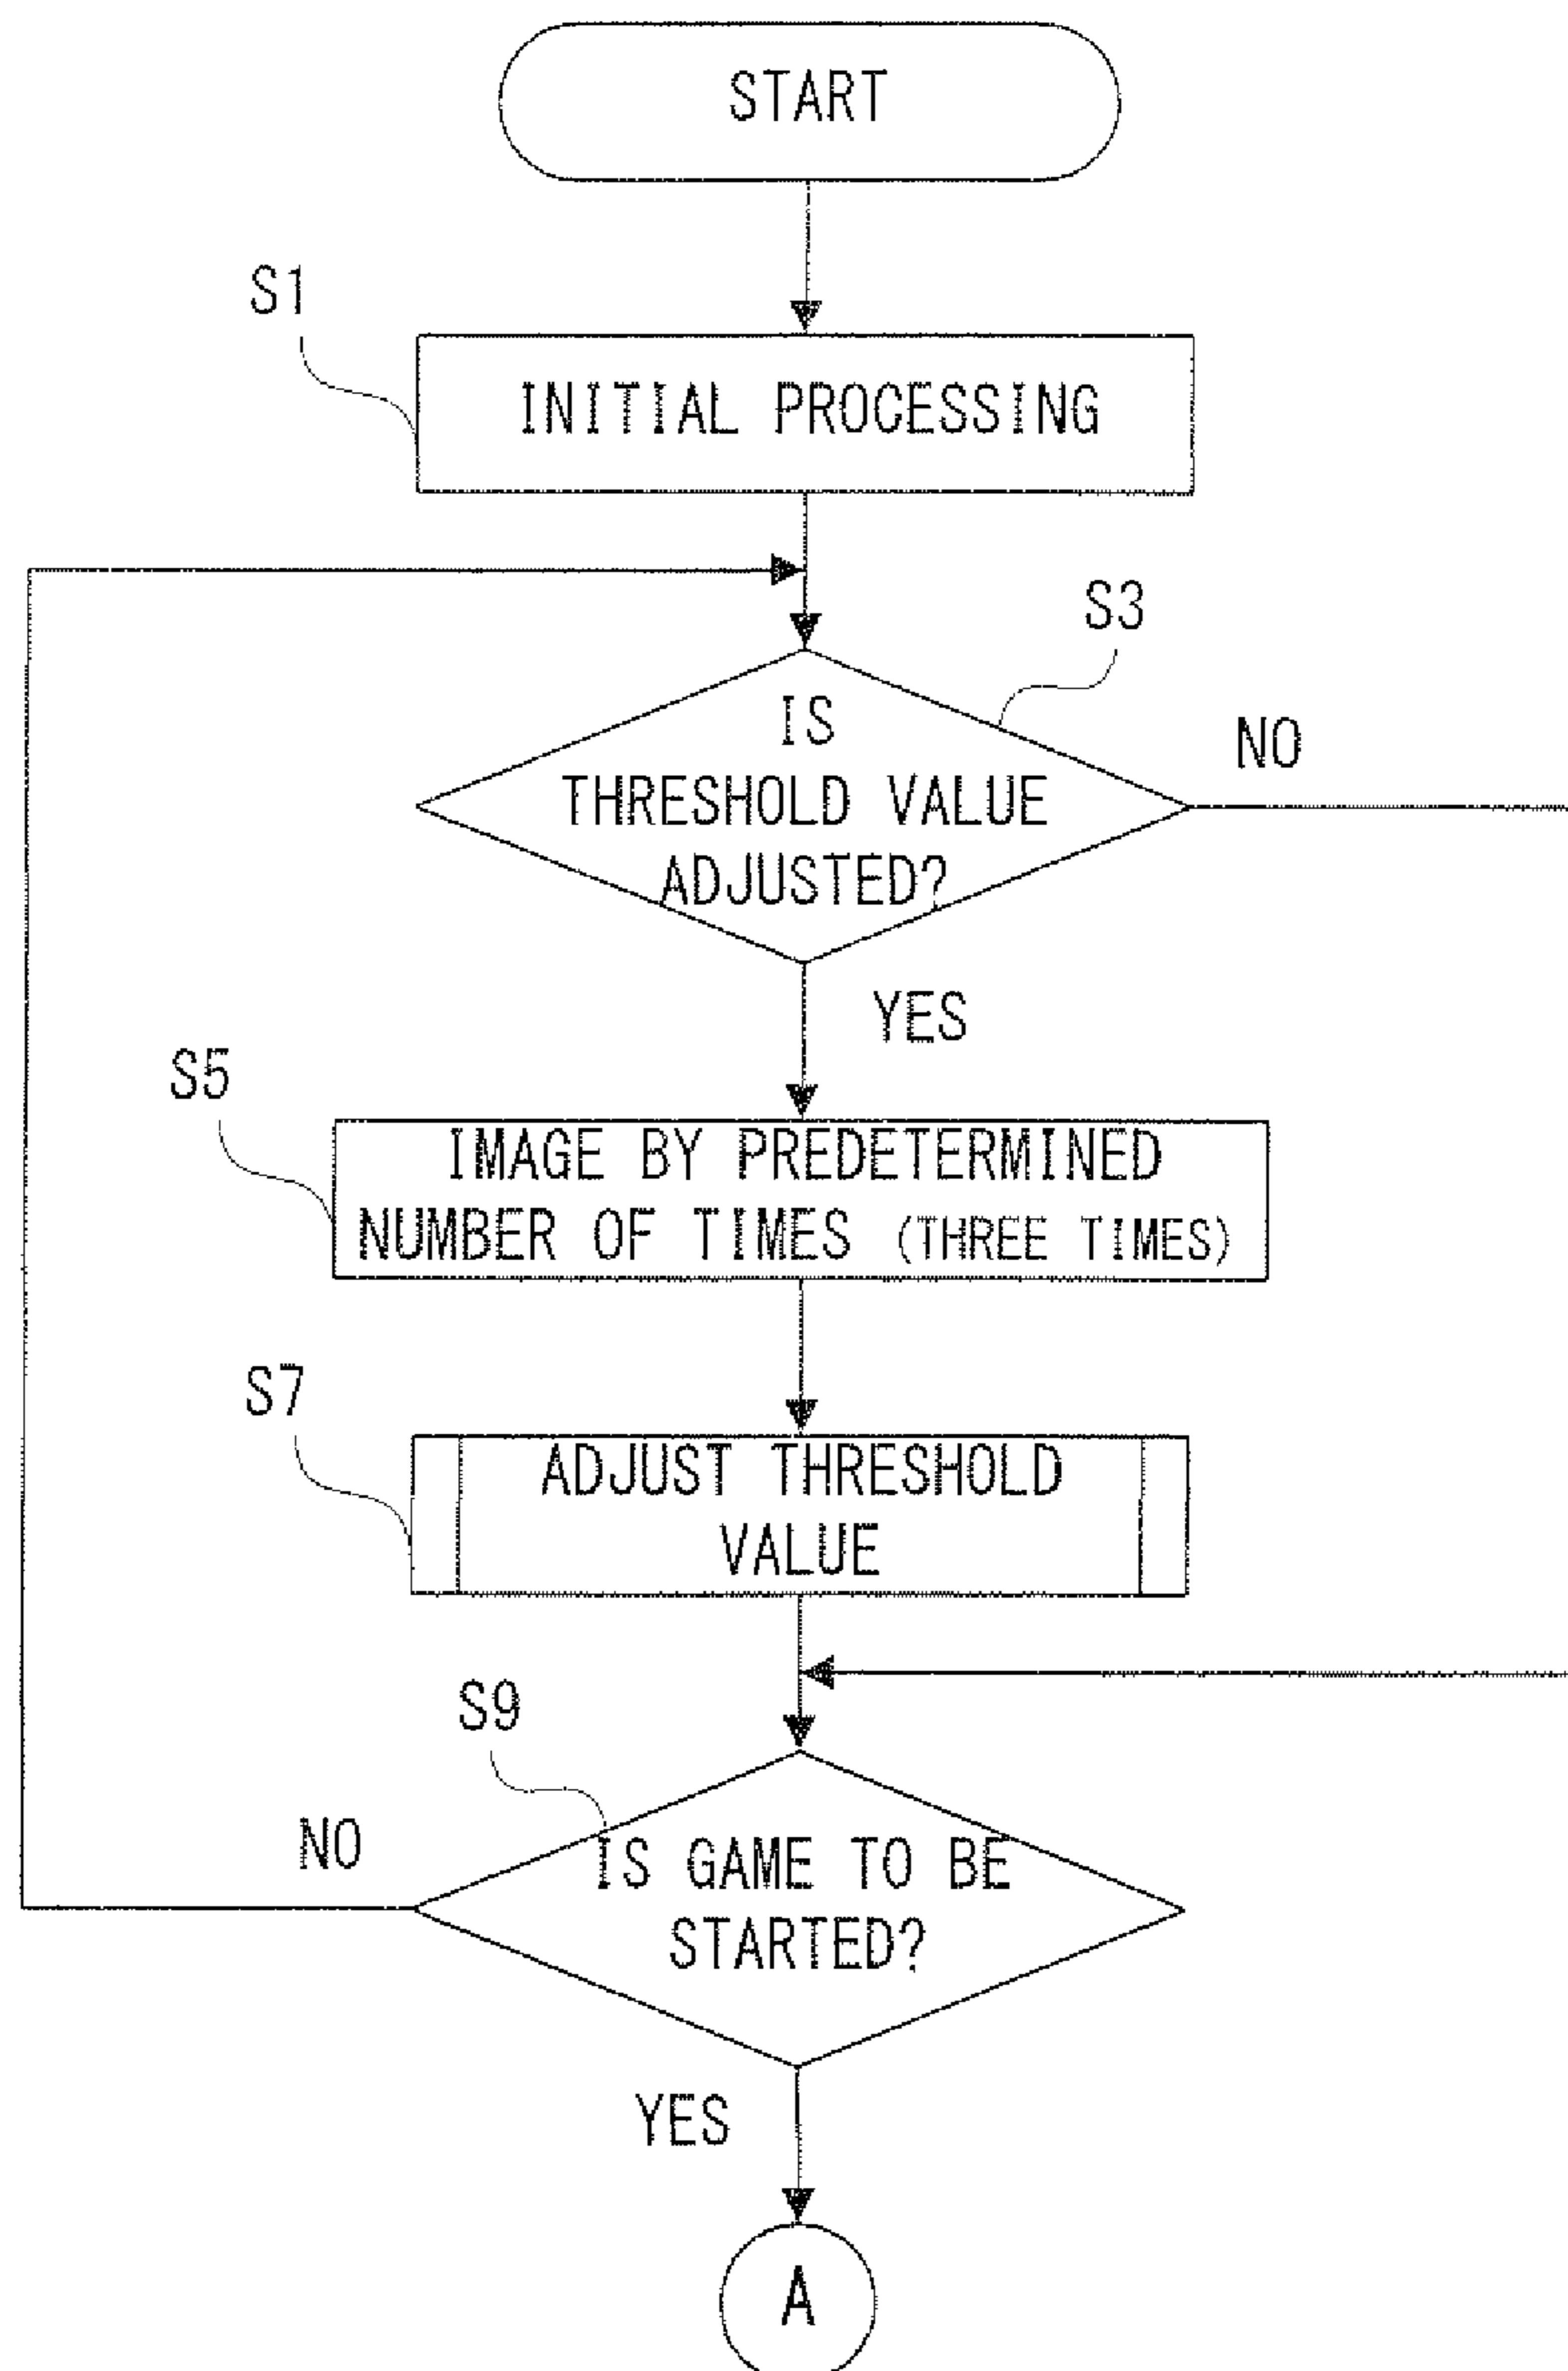 START
S1
INITIAL PROCESSING
S3
IS
THRESHOLD VALUE
ADJUSTED?
NO
YES
S5
IMAGE BY PREDETERMINED
NUMBER OF TIMES (THREE TIMES)
S7
ADJUST THRESHOLD
VALUE
S9
NO
IS GAME TO BE
STARTED?
YES
A